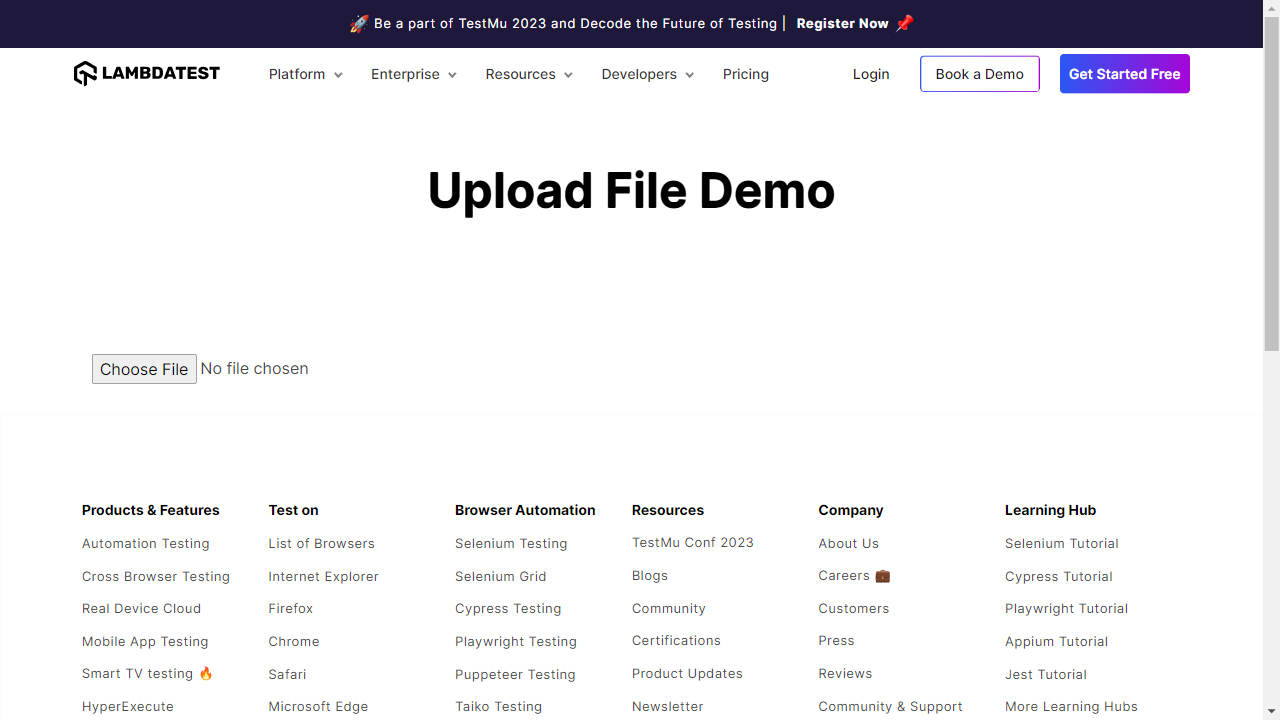 🚀 Be a part of TestMu 2023 and Decode the Future of Testing | Register Now 📌
LAMBDATEST Platform Enterprise Resources Developers Pricing Login Book a Demo Get Started Free
Upload File Demo
Choose File No file chosen
Products & Features
Automation Testing
Cross Browser Testing
Real Device Cloud
Mobile App Testing
Smart TV testing 🔥
HyperExecute
Test on
List of Browsers
Internet Explorer
Firefox
Chrome
Safari
Microsoft Edge
Browser Automation
Selenium Testing
Selenium Grid
Cypress Testing
Playwright Testing
Puppeteer Testing
Taiko Testing
Resources
TestMu Conf 2023
Blogs
Community
Certifications
Product Updates
Newsletter
Company
About Us
Careers 💼
Customers
Press
Reviews
Community & Support
Learning Hub
Selenium Tutorial
Cypress Tutorial
Playwright Tutorial
Appium Tutorial
Jest Tutorial
More Learning Hubs